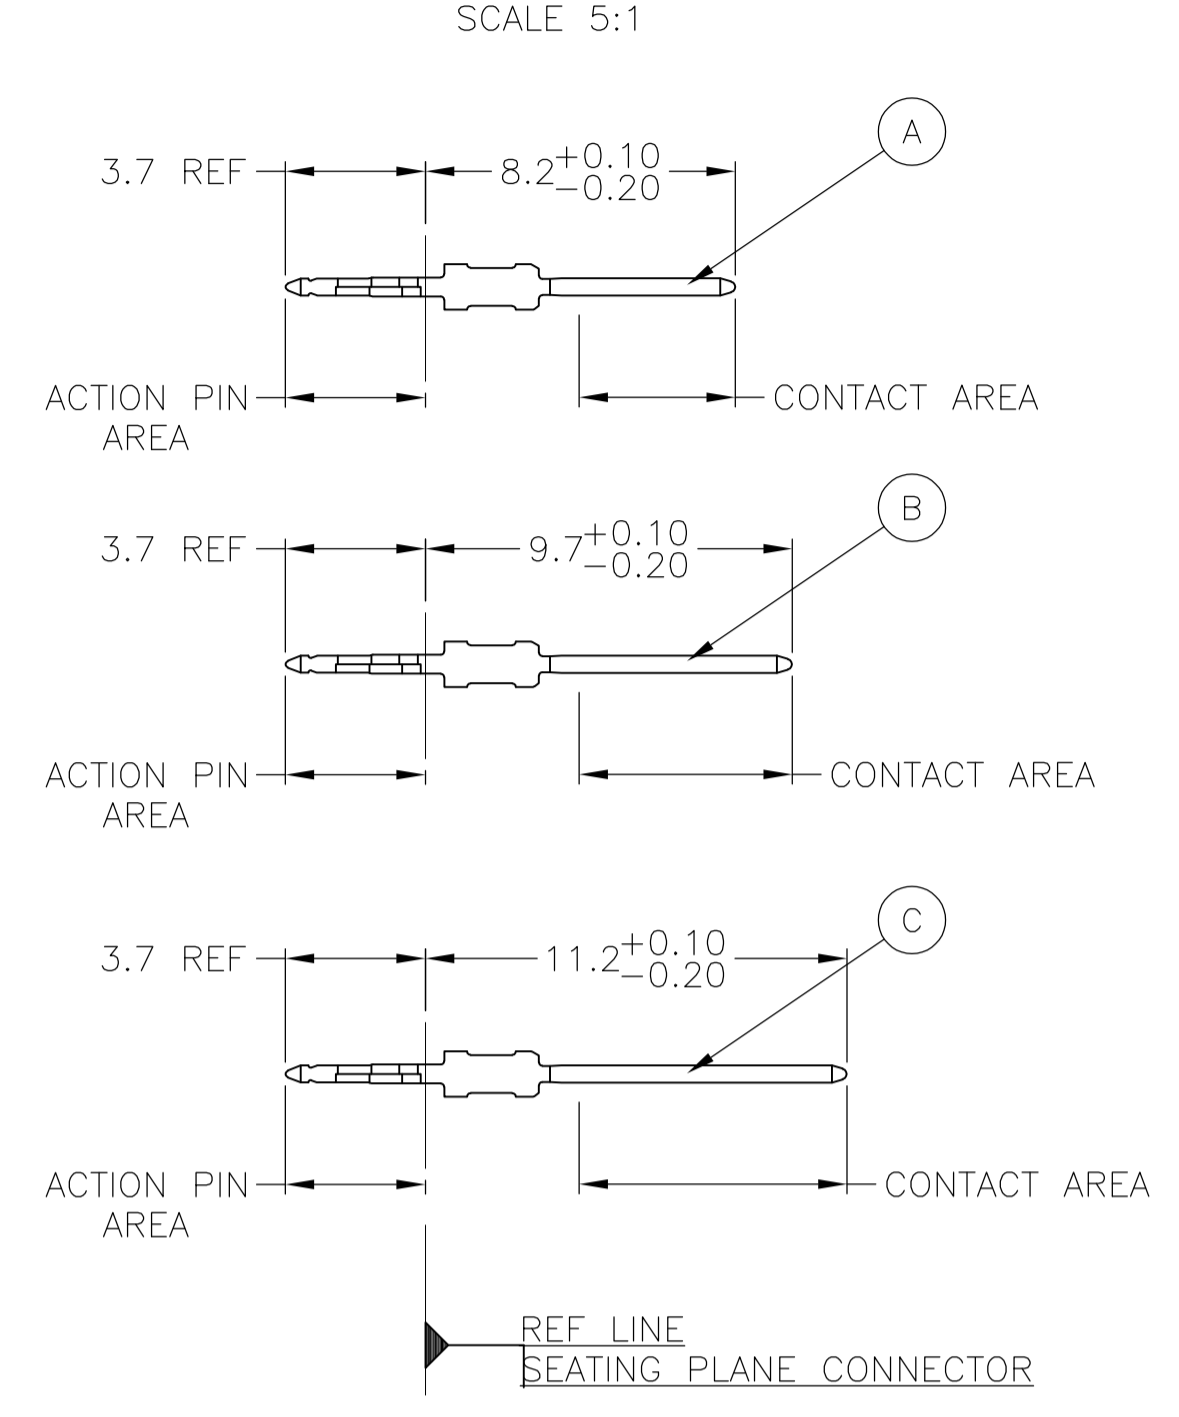 SCALE 5:1
A
3.7 REF
8.2 +0.10
-0.20
ACTION PIN
AREA
CONTACT AREA
B
3.7 REF
9.7 +0.10
-0.20
ACTION PIN
AREA
CONTACT AREA
C
3.7 REF
11.2 +0.10
-0.20
ACTION PIN
AREA
CONTACT AREA
REF LINE
SEATING PLANE CONNECTOR